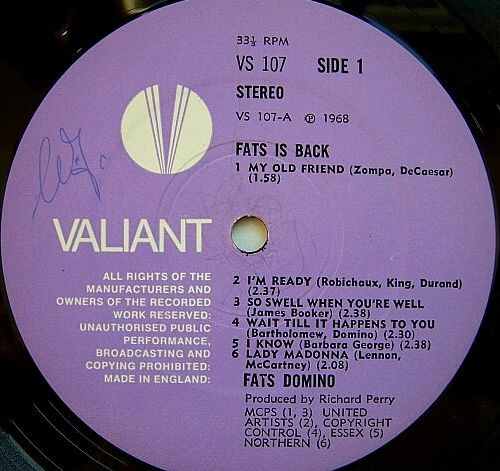 33⅓ RPM
VS 107 SIDE 1
STEREO
VS 107-A ℗ 1968
FATS IS BACK
1 MY OLD FRIEND (Zompa, DeCaesar)
(1.58)
VALIANT
ALL RIGHTS OF THE
MANUFACTURERS AND
OWNERS OF THE RECORDED
WORK RESERVED:
UNAUTHORISED PUBLIC
PERFORMANCE,
BROADCASTING AND
COPYING PROHIBITED:
MADE IN ENGLAND:
2 I'M READY (Robichaux, King, Durand)
(2.37)
3 SO SWELL WHEN YOU'RE WELL
(James Booker) (2.38)
4 WAIT TILL IT HAPPENS TO YOU
(Bartholomew, Domino) (2.30)
5 I KNOW (Barbara George) (2.38)
6 LADY MADONNA (Lennon,
McCartney) (2.08)
FATS DOMINO
Produced by Richard Perry
MCPS (1, 3) UNITED
ARTISTS (2), COPYRIGHT
CONTROL (4), ESSEX (5)
NORTHERN (6)